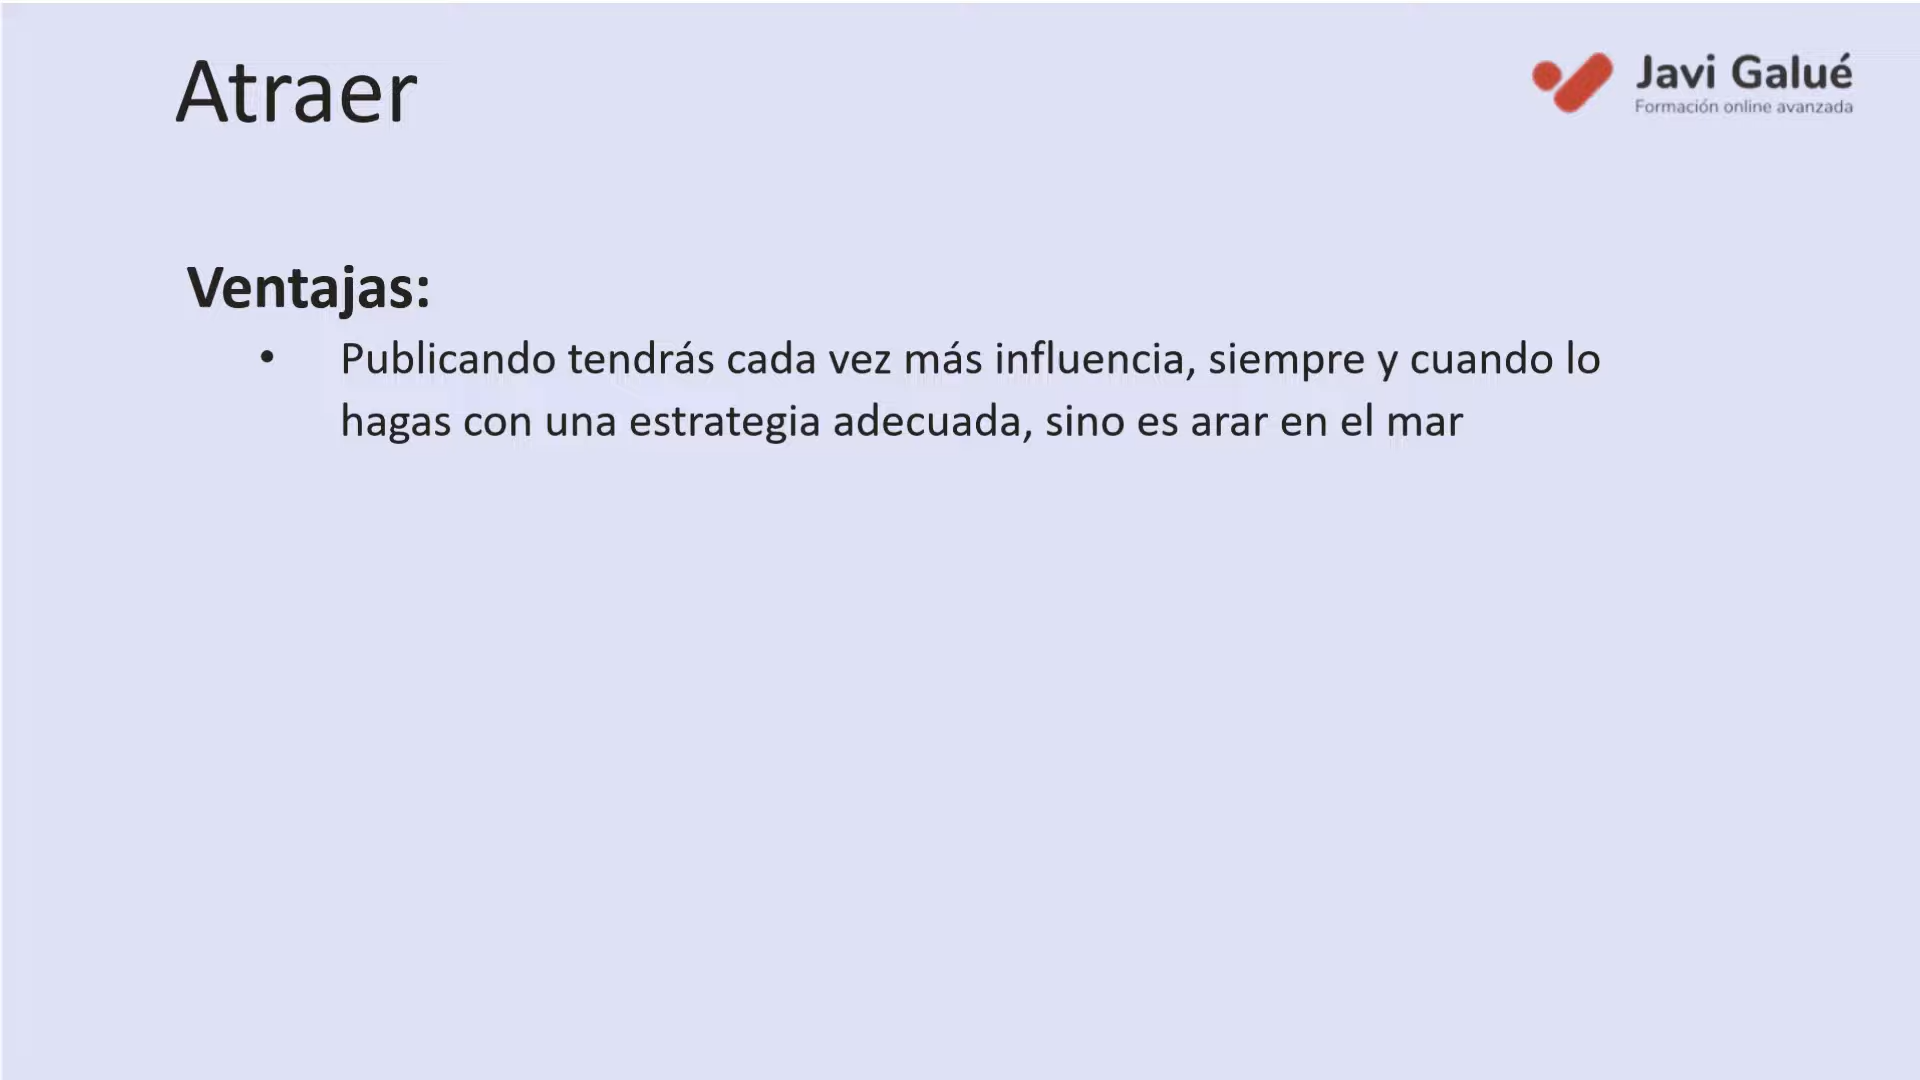 Atraer
Javi Galué
Formación online avanzada
Ventajas:
• Publicando tendrás cada vez más influencia, siempre y cuando lo
hagas con una estrategia adecuada, sino es arar en el mar